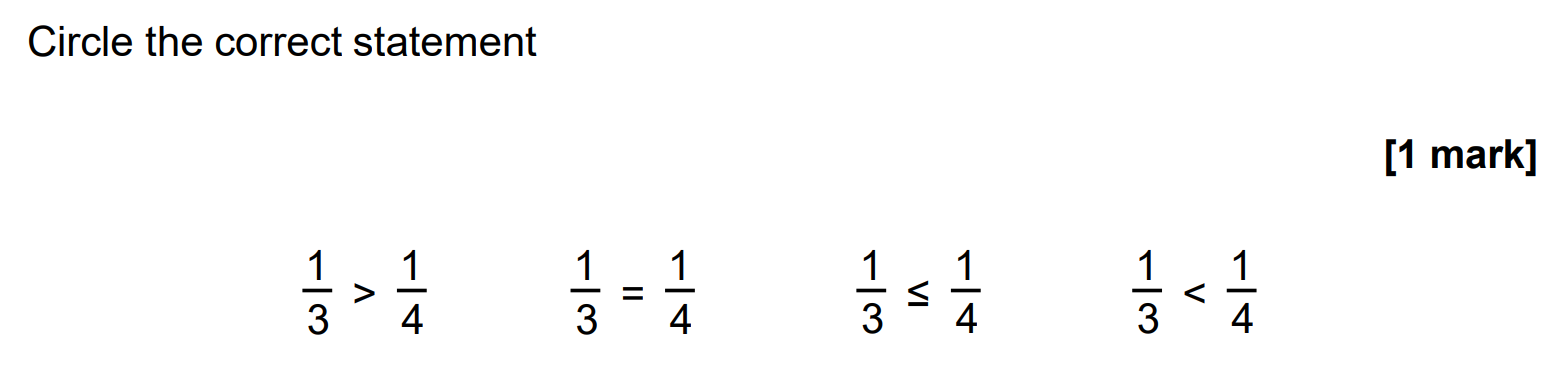 Circle the correct statement
[1 mark]
1/3 > 1/4 1/3 = 1/4 1/3 ≤ 1/4 1/3 < 1/4